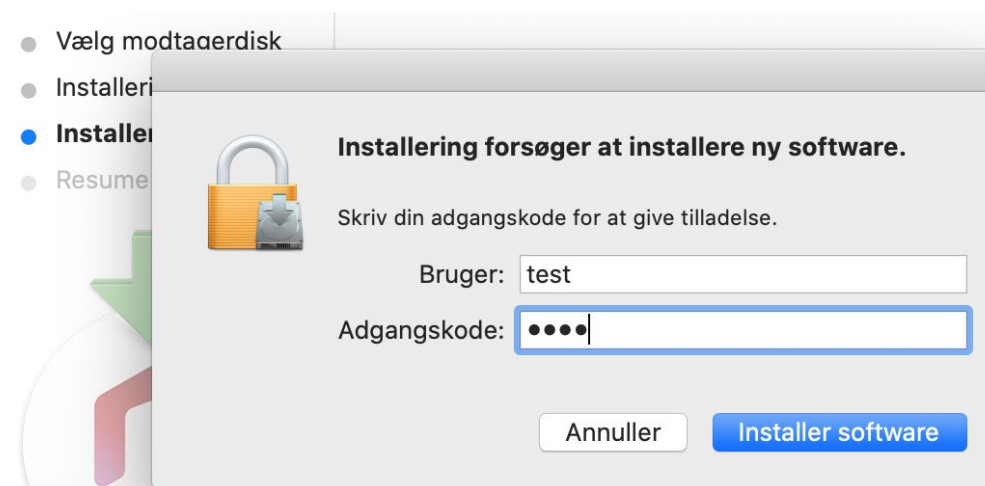 Vælg modtagerdisk
Installeri
Installer
Resume
Installering forsøger at installere ny software.
Skriv din adgangskode for at give tilladelse.
Bruger: test
Adgangskode: ••••
Annuller Installer software